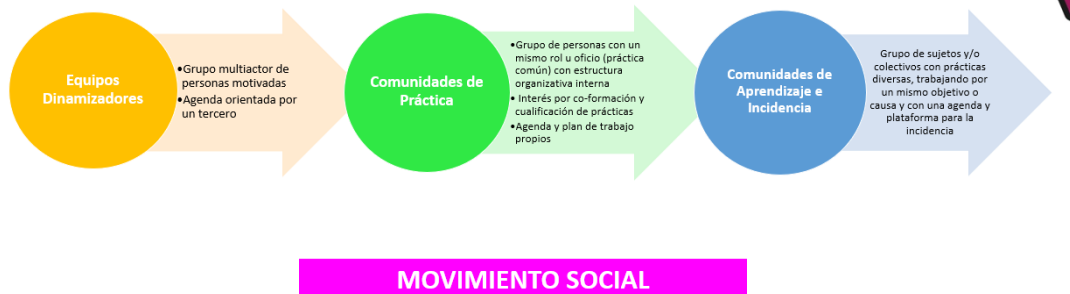 Equipos
Dinamizadores
•Grupo multiactor de
personas motivadas
•Agenda orientada por
un tercero
Comunidades de
Práctica
•Grupo de personas con un
mismo rol u oficio (práctica
común) con estructura
organizativa interna
• Interés por co-formación y
cualificación de prácticas
•Agenda y plan de trabajo
propios
Comunidades de
Aprendizaje e
Incidencia
Grupo de sujetos y/o
colectivos con prácticas
diversas, trabajando por
un mismo objetivo o
causa y con una agenda y
plataforma para la
incidencia
MOVIMIENTO SOCIAL